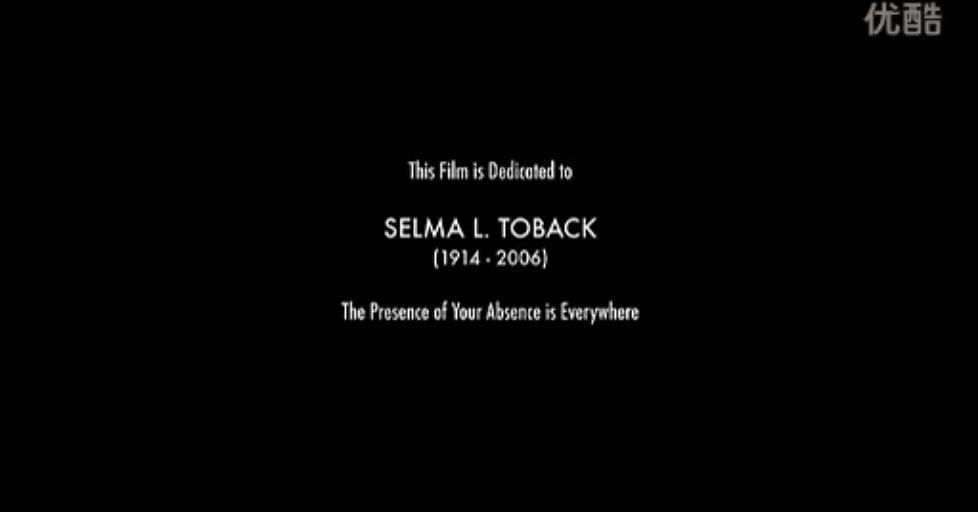 优酷
This Film is Dedicated to
SELMA L. TOBACK
(1914 - 2006)
The Presence of Your Absence is Everywhere